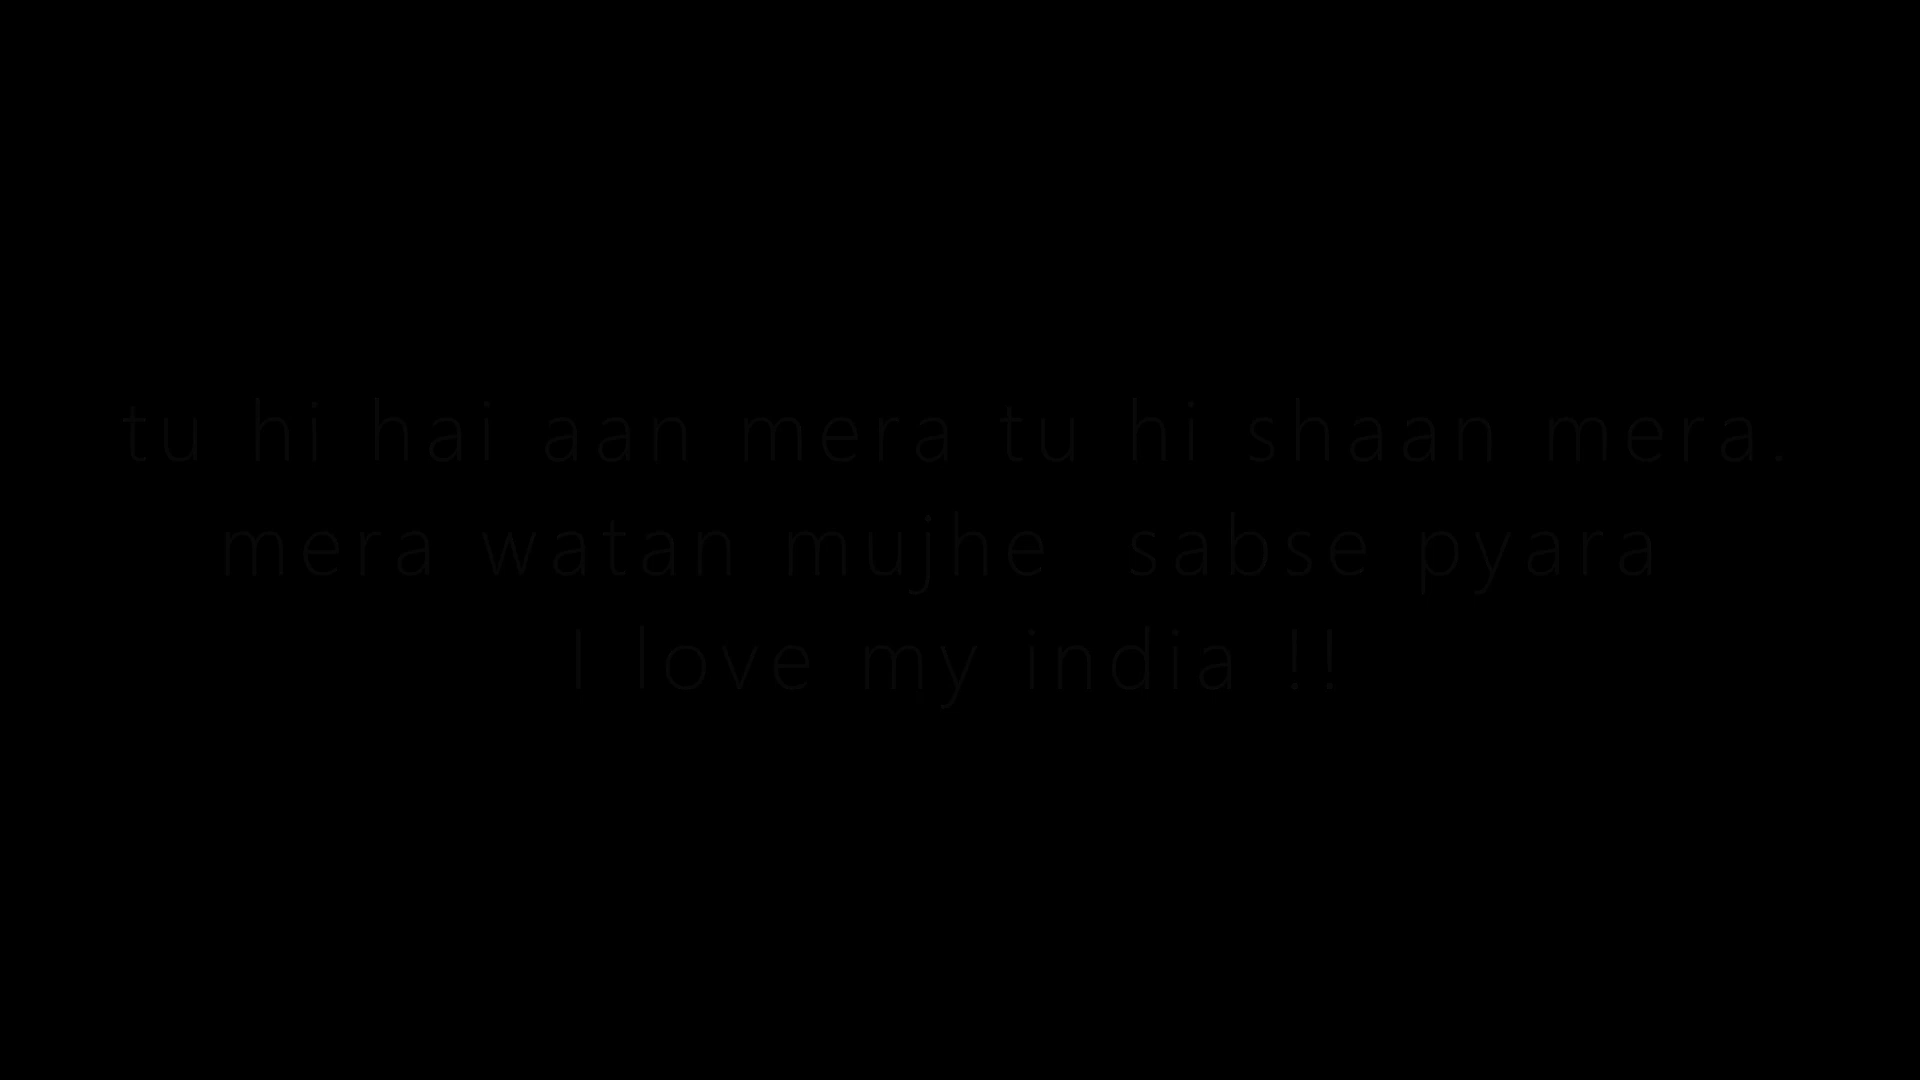 tu hi hai aan mera tu hi shaan mera.
mera watan mujhe  sabse pyara
I love my india !!